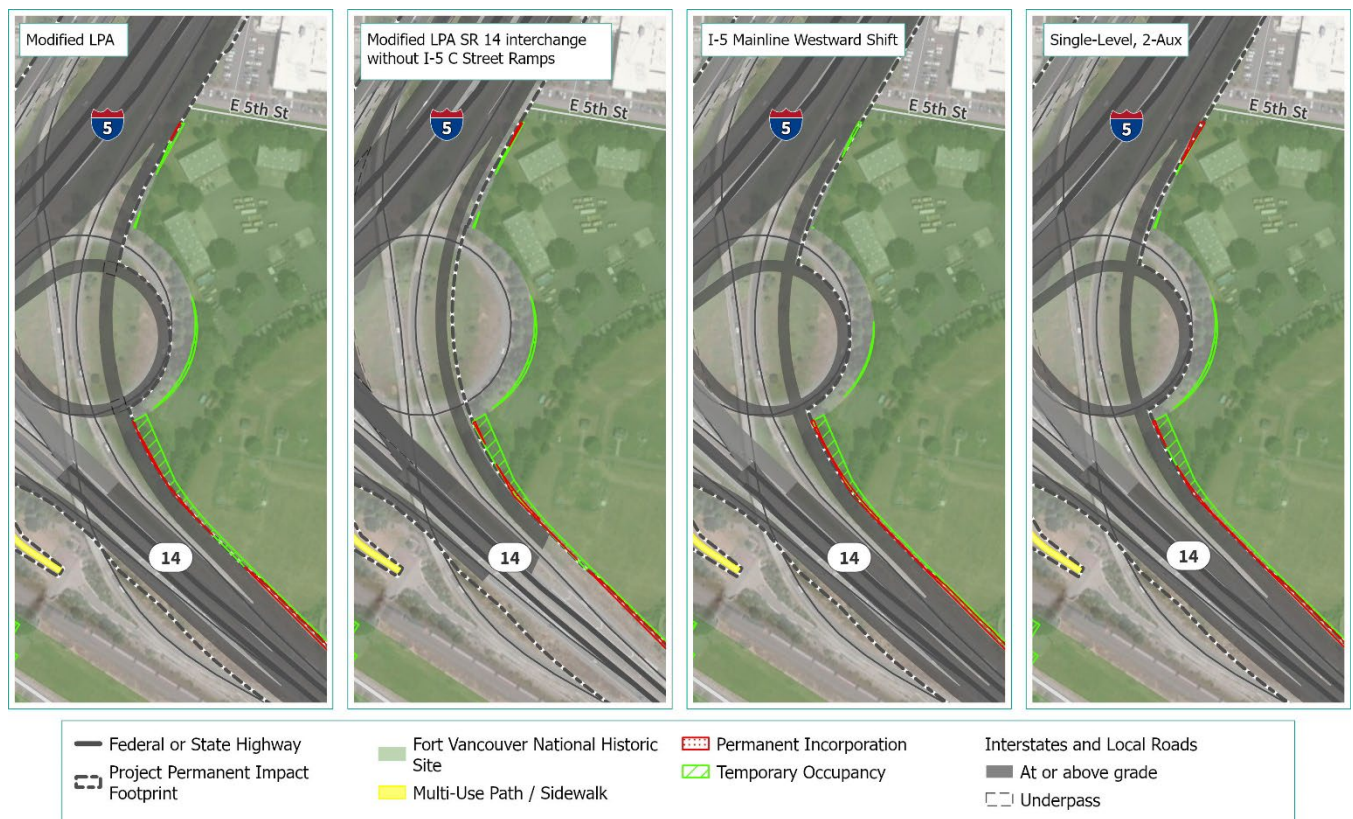 Modified LPA
5
E 5th St
14
Modified LPA SR 14 interchange
without I-5 C Street Ramps
5
E 5th St
14
I-5 Mainline Westward Shift
5
E 5th St
14
Single-Level, 2-Aux
5
E 5th St
14
Federal or State Highway
Project Permanent Impact
Footprint
Fort Vancouver National Historic
Site
Multi-Use Path / Sidewalk
Permanent Incorporation
Temporary Occupancy
Interstates and Local Roads
At or above grade
Underpass